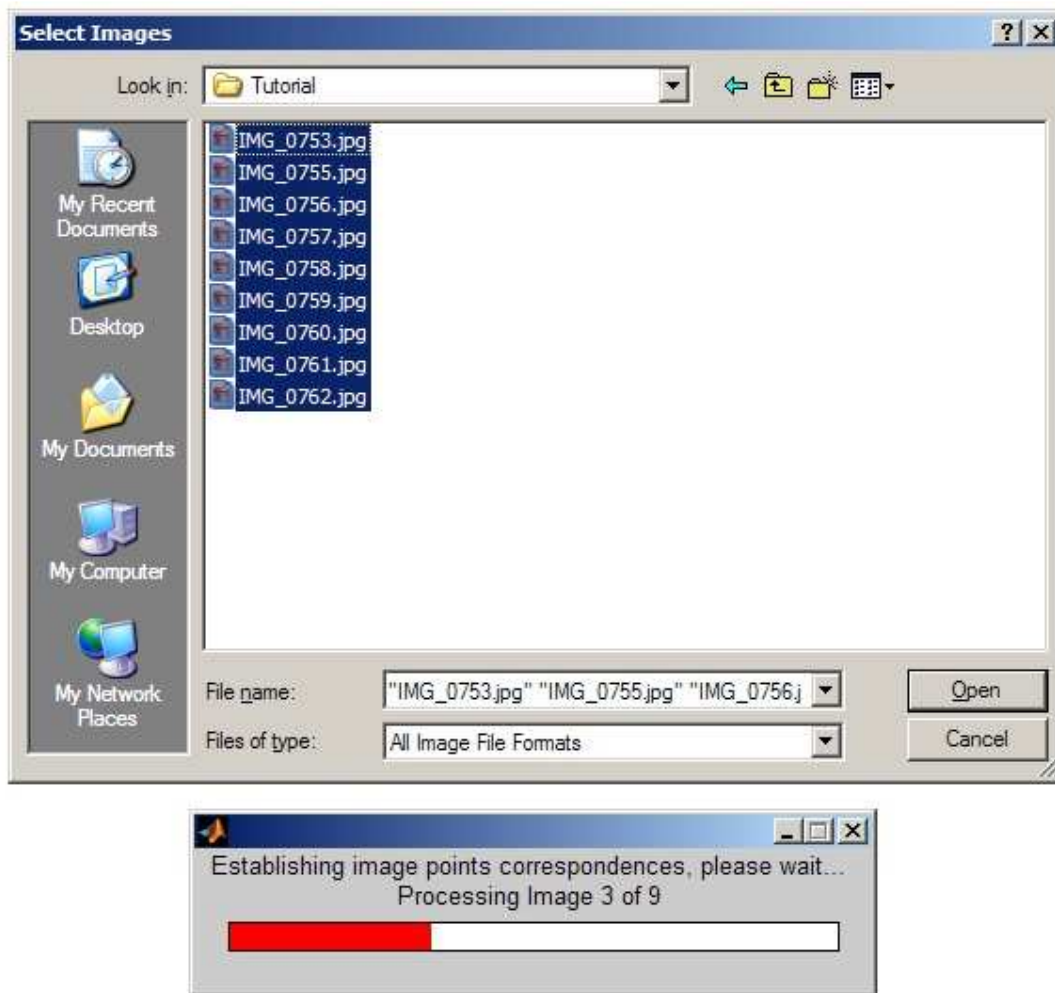 Select Images
Look in:
Tutorial
My Recent
Documents
Desktop
My Documents
My Computer
My Network
Places
IMG_0753.jpg
IMG_0755.jpg
IMG_0756.jpg
IMG_0757.jpg
IMG_0758.jpg
IMG_0759.jpg
IMG_0760.jpg
IMG_0761.jpg
IMG_0762.jpg
File name:
"IMG_0753.jpg" "IMG_0755.jpg" "IMG_0756.j
Open
Files of type:
All Image File Formats
Cancel
Establishing image points correspondences, please wait...
Processing Image 3 of 9